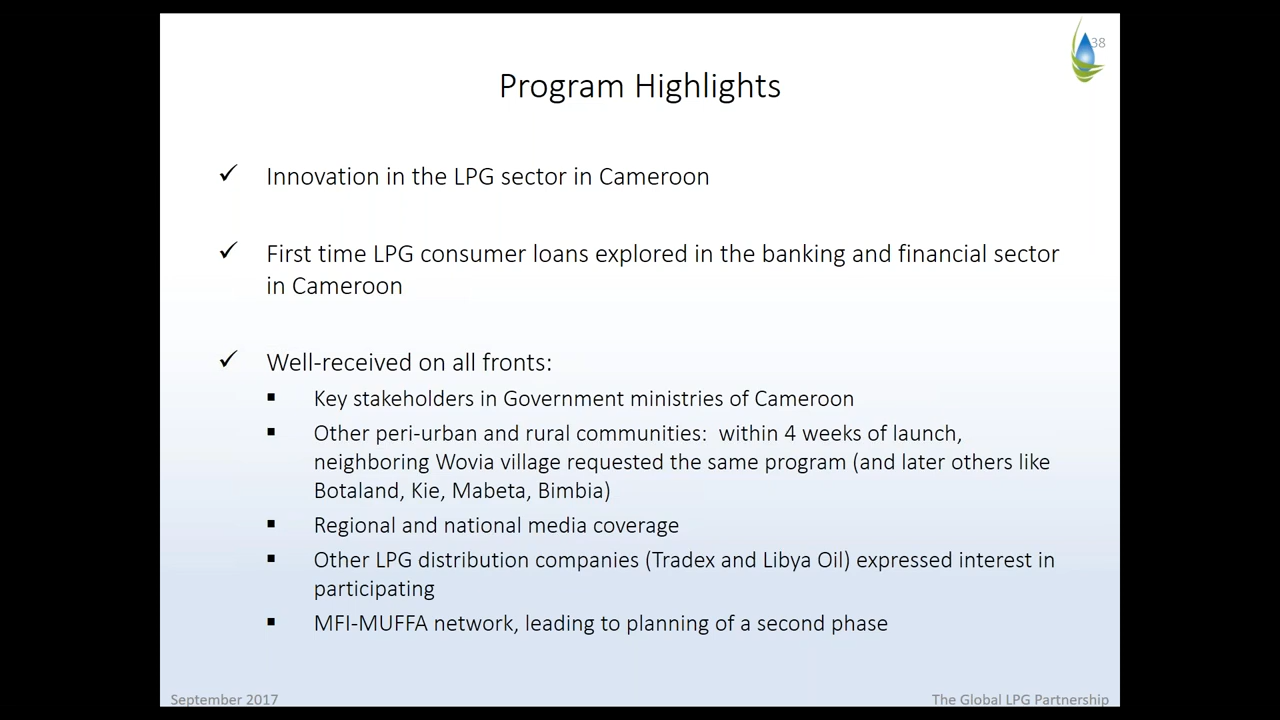 38
Program Highlights
✓ Innovation in the LPG sector in Cameroon
✓ First time LPG consumer loans explored in the banking and financial sector
in Cameroon
✓ Well-received on all fronts:
▪ Key stakeholders in Government ministries of Cameroon
▪ Other peri-urban and rural communities:  within 4 weeks of launch,
neighboring Wovia village requested the same program (and later others like
Botaland, Kie, Mabeta, Bimbia)
▪ Regional and national media coverage
▪ Other LPG distribution companies (Tradex and Libya Oil) expressed interest in
participating
▪ MFI-MUFFA network, leading to planning of a second phase
September 2017
The Global LPG Partnership